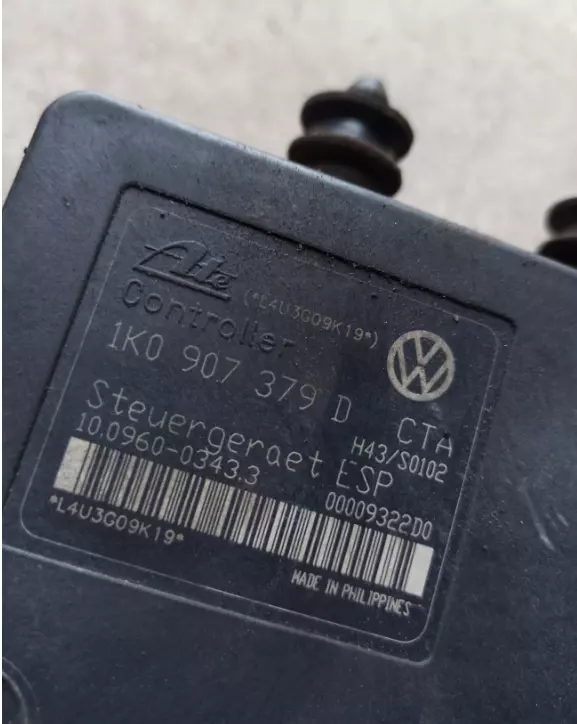 Ate
(*L4U3G09K19*)
Controller
1K0 907 379 D
CTA
Steuergeraet ESP
H43/S0102
10.0960-0343.3
00009322D0
*L4U3G09K19*
MADE IN PHILIPPINES